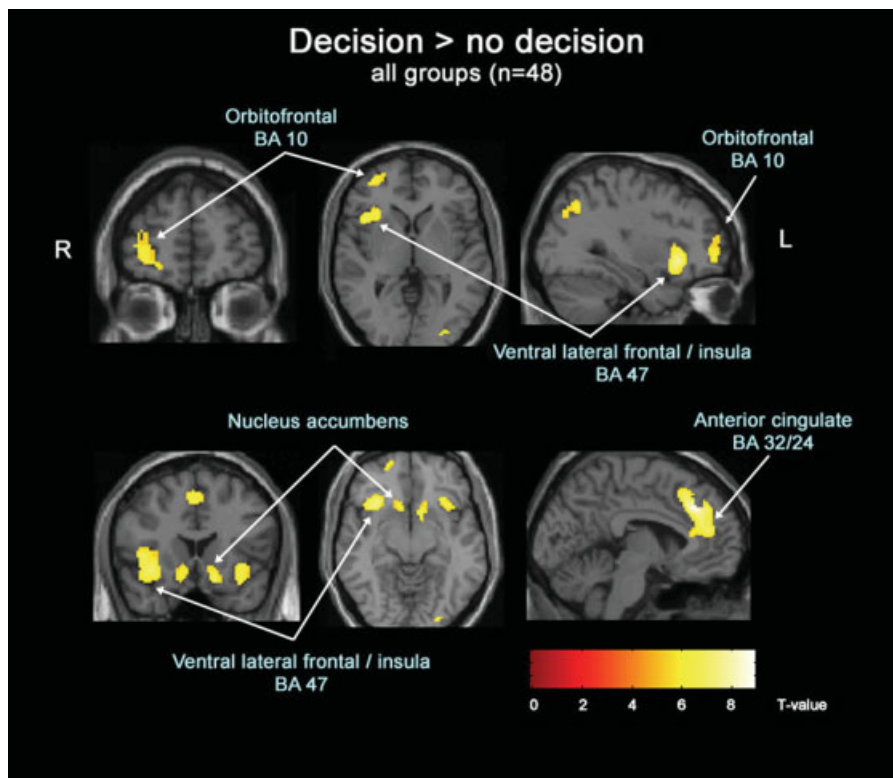 Decision > no decision
all groups (n=48)
Orbitofrontal
BA 10
Orbitofrontal
BA 10
R
L
Ventral lateral frontal / insula
BA 47
Nucleus accumbens
Anterior cingulate
BA 32/24
Ventral lateral frontal / insula
BA 47
0 2 4 6 8 T-value